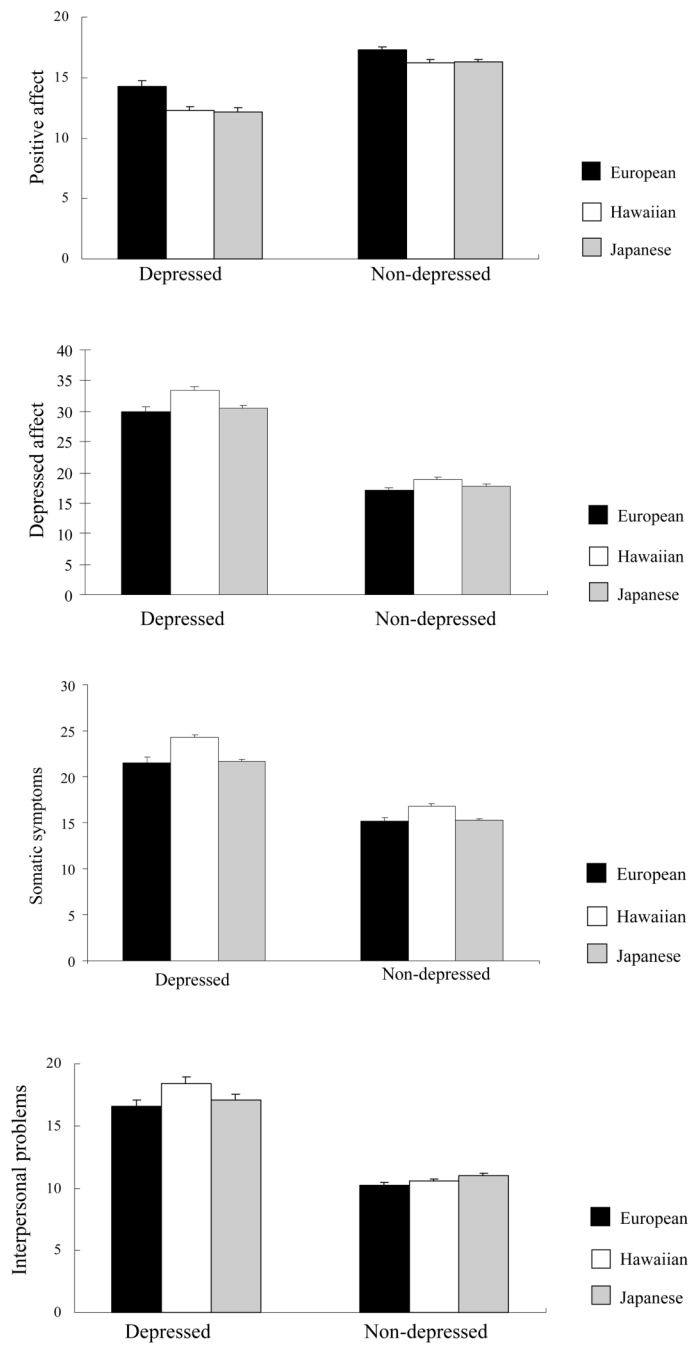 Positive affect
20
15
10
5
0
Depressed
Non-depressed
European
Hawaiian
Japanese
Depressed affect
40
35
30
25
20
15
10
5
0
Depressed
Non-depressed
European
Hawaiian
Japanese
Somatic symptoms
30
25
20
15
10
5
0
Depressed
Non-depressed
European
Hawaiian
Japanese
Interpersonal problems
20
15
10
5
0
Depressed
Non-depressed
European
Hawaiian
Japanese